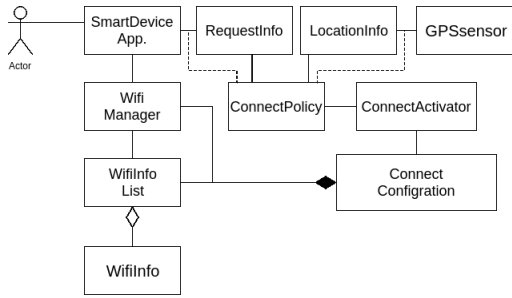 SmartDevice
App.
RequestInfo
LocationInfo
GPSsensor
Actor
Wifi
Manager
ConnectPolicy
ConnectActivator
WifiInfo
List
Connect
Configration
WifiInfo